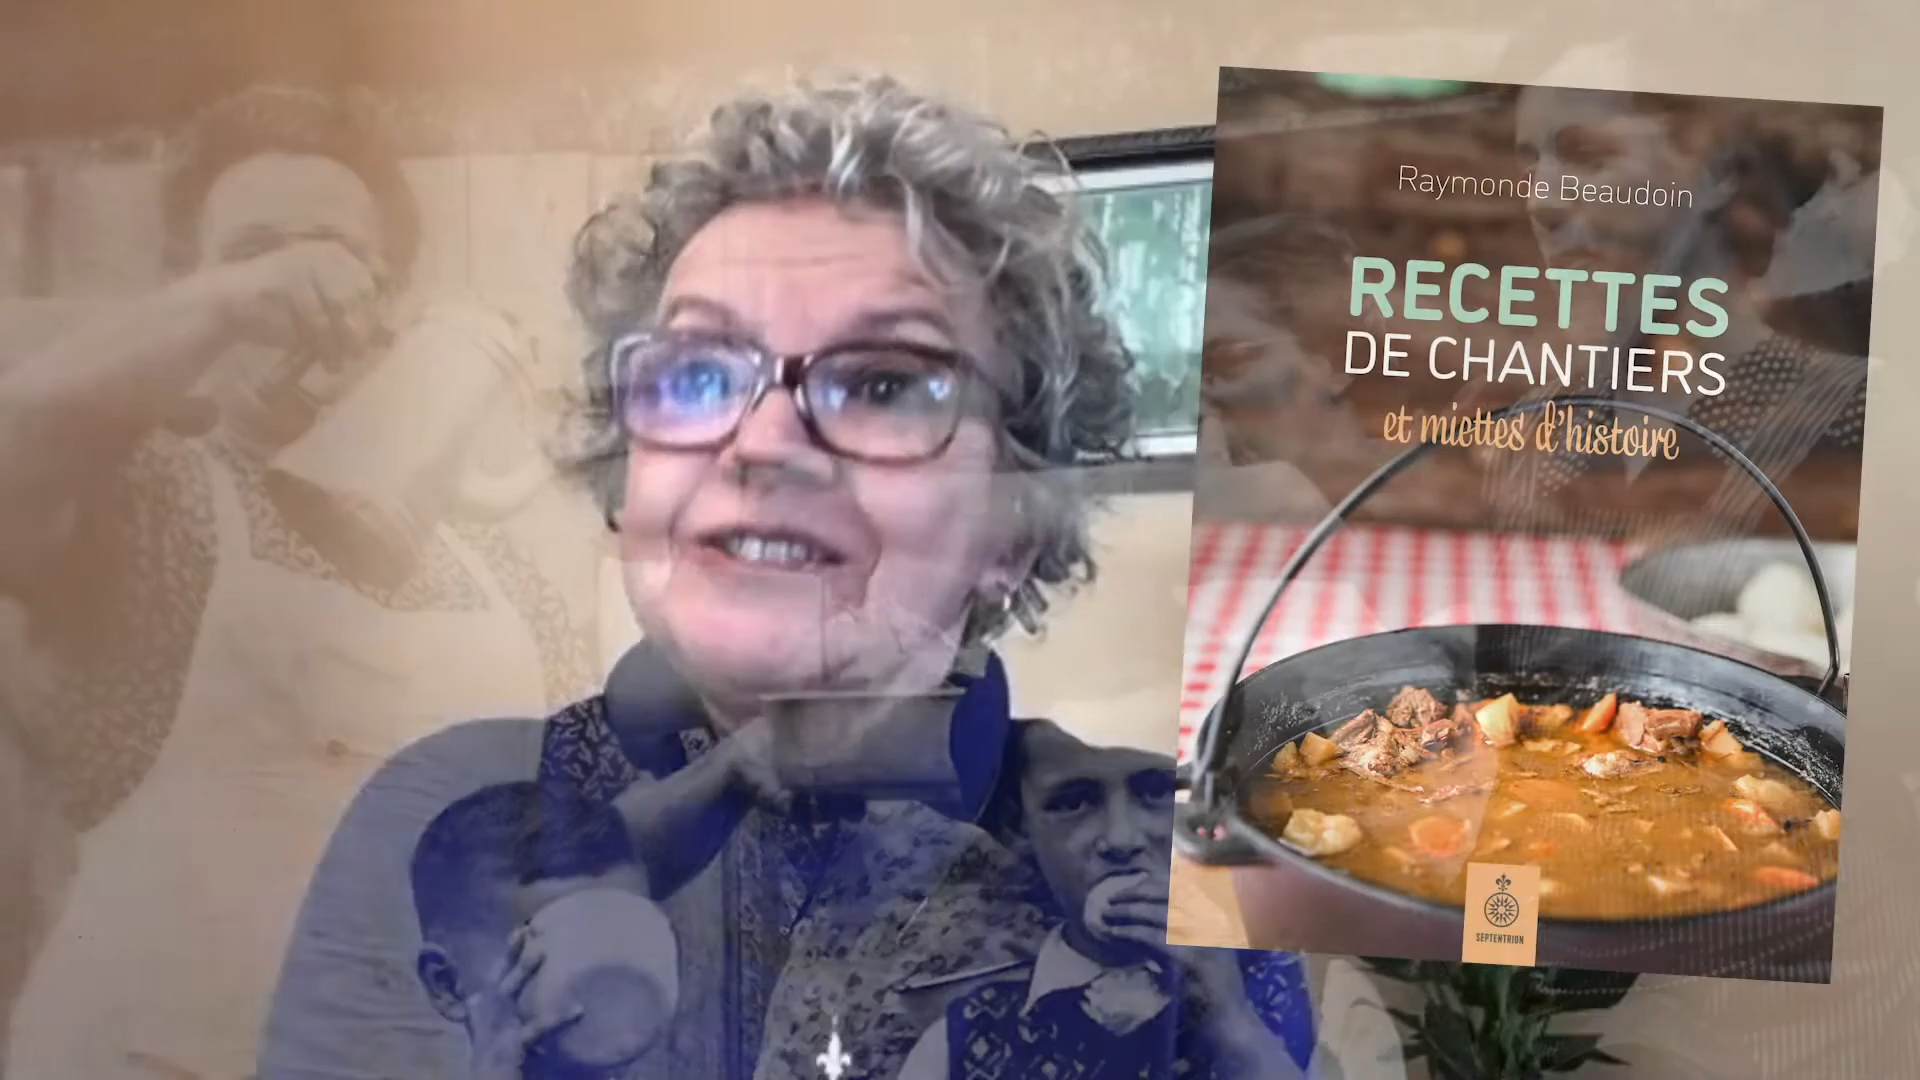 Raymonde Beaudoin
RECETTES
DE CHANTIERS
et miettes d'histoire
SEPTENTRION